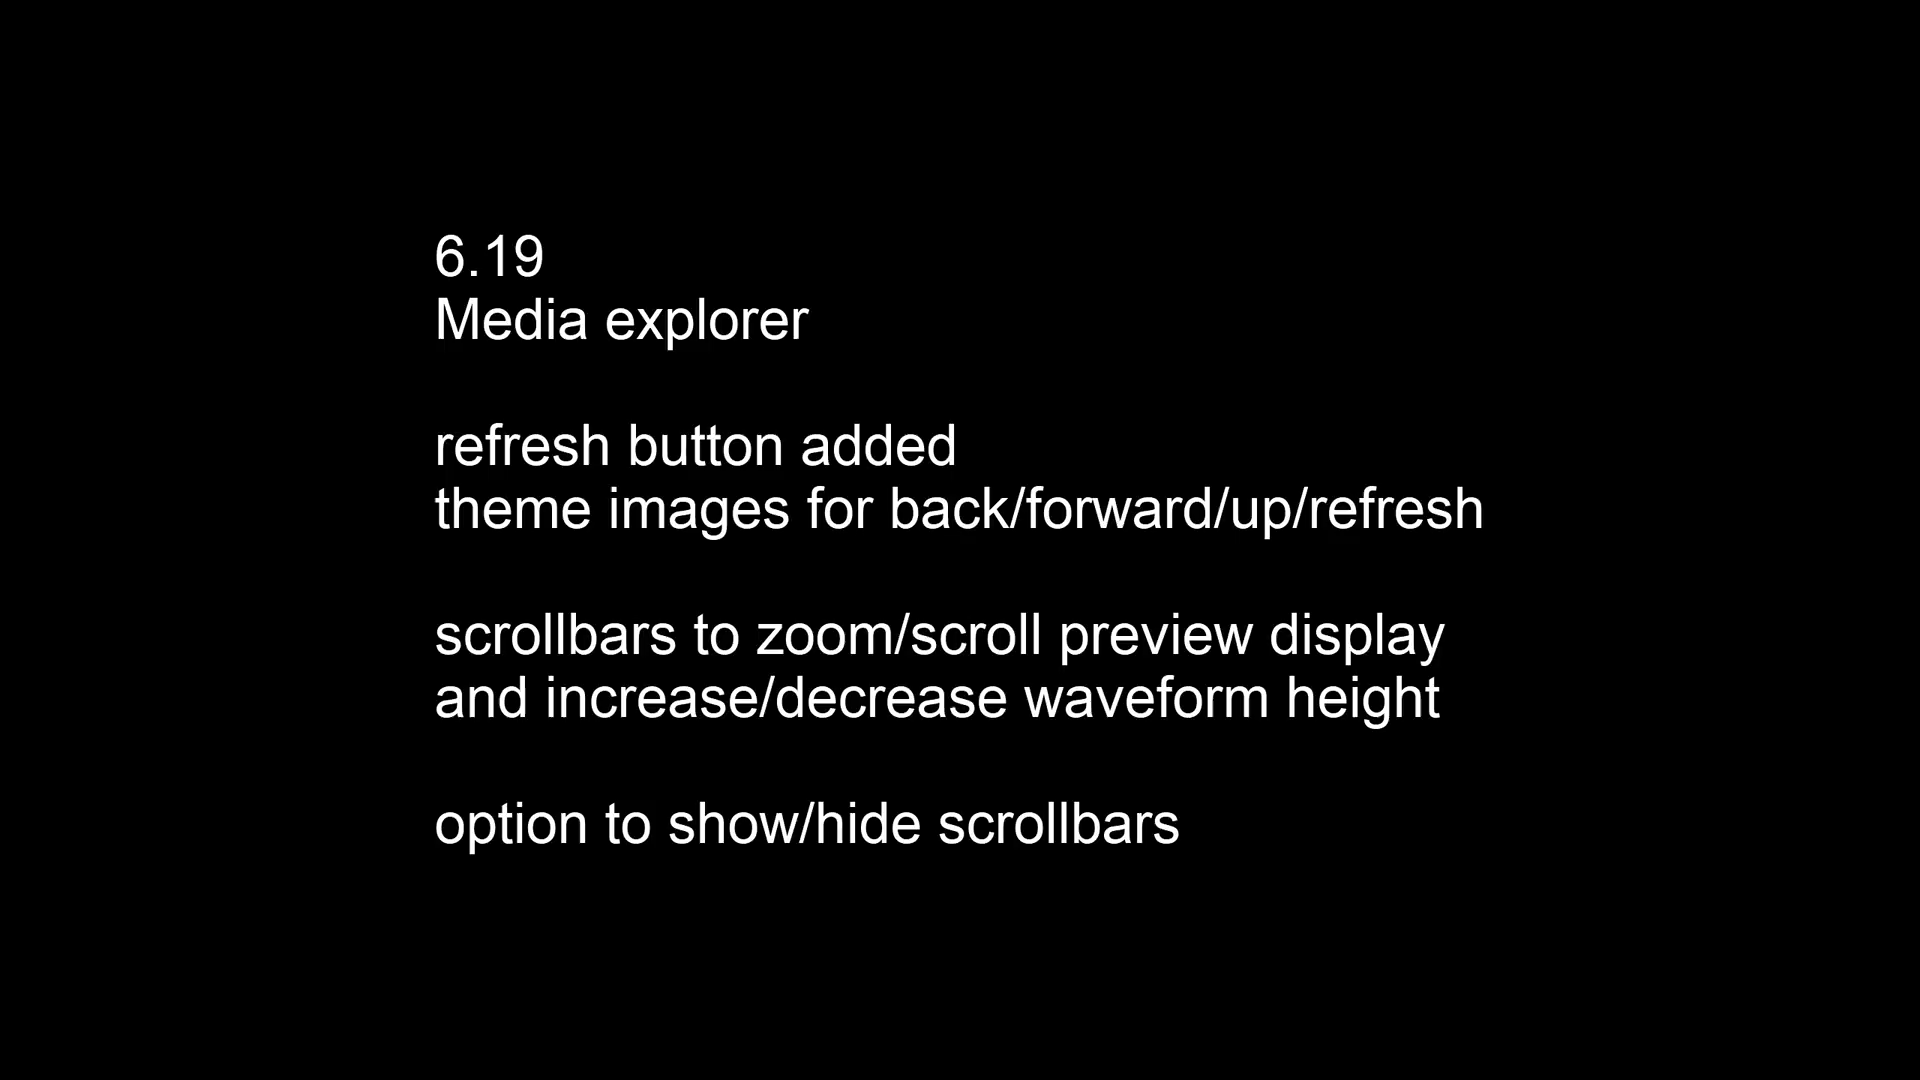 6.19
Media explorer
refresh button added
theme images for back/forward/up/refresh
scrollbars to zoom/scroll preview display
and increase/decrease waveform height
option to show/hide scrollbars